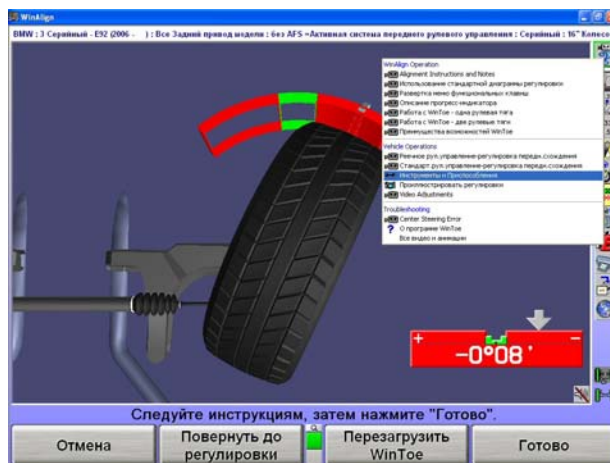 WinAlign
BMW : 3 Серийный - E92 (2006 - ) : Все Задний привод модели : без AFS =Активная система переднего рулевого управления : Серийный : 16" Колесо
WinAlign Operation
Alignment Instructions and Notes
Использование стандартной диаграммы регулировки
Развертка меню функциональных клавиш
Описание прогресс-индикатора
Работа с WinToe - одна рулевая тяга
Работа с WinToe - две рулевые тяги
Преимущества возможностей WinToe
Vehicle Operations
Реечное рул.управление-регулировка передн.схождения
Стандарт рул.управление-регулировка передн.схождения
Инструменты и Приспособления
Проиллюстрировать регулировки
Video Adjustments
Troubleshooting
Center Steering Error
? О программе WinToe
Все видео и анимации
+ −
−0°08 '
Следуйте инструкциям, затем нажмите "Готово".
Отмена
Повернуть до регулировки
Перезагрузить WinToe
Готово